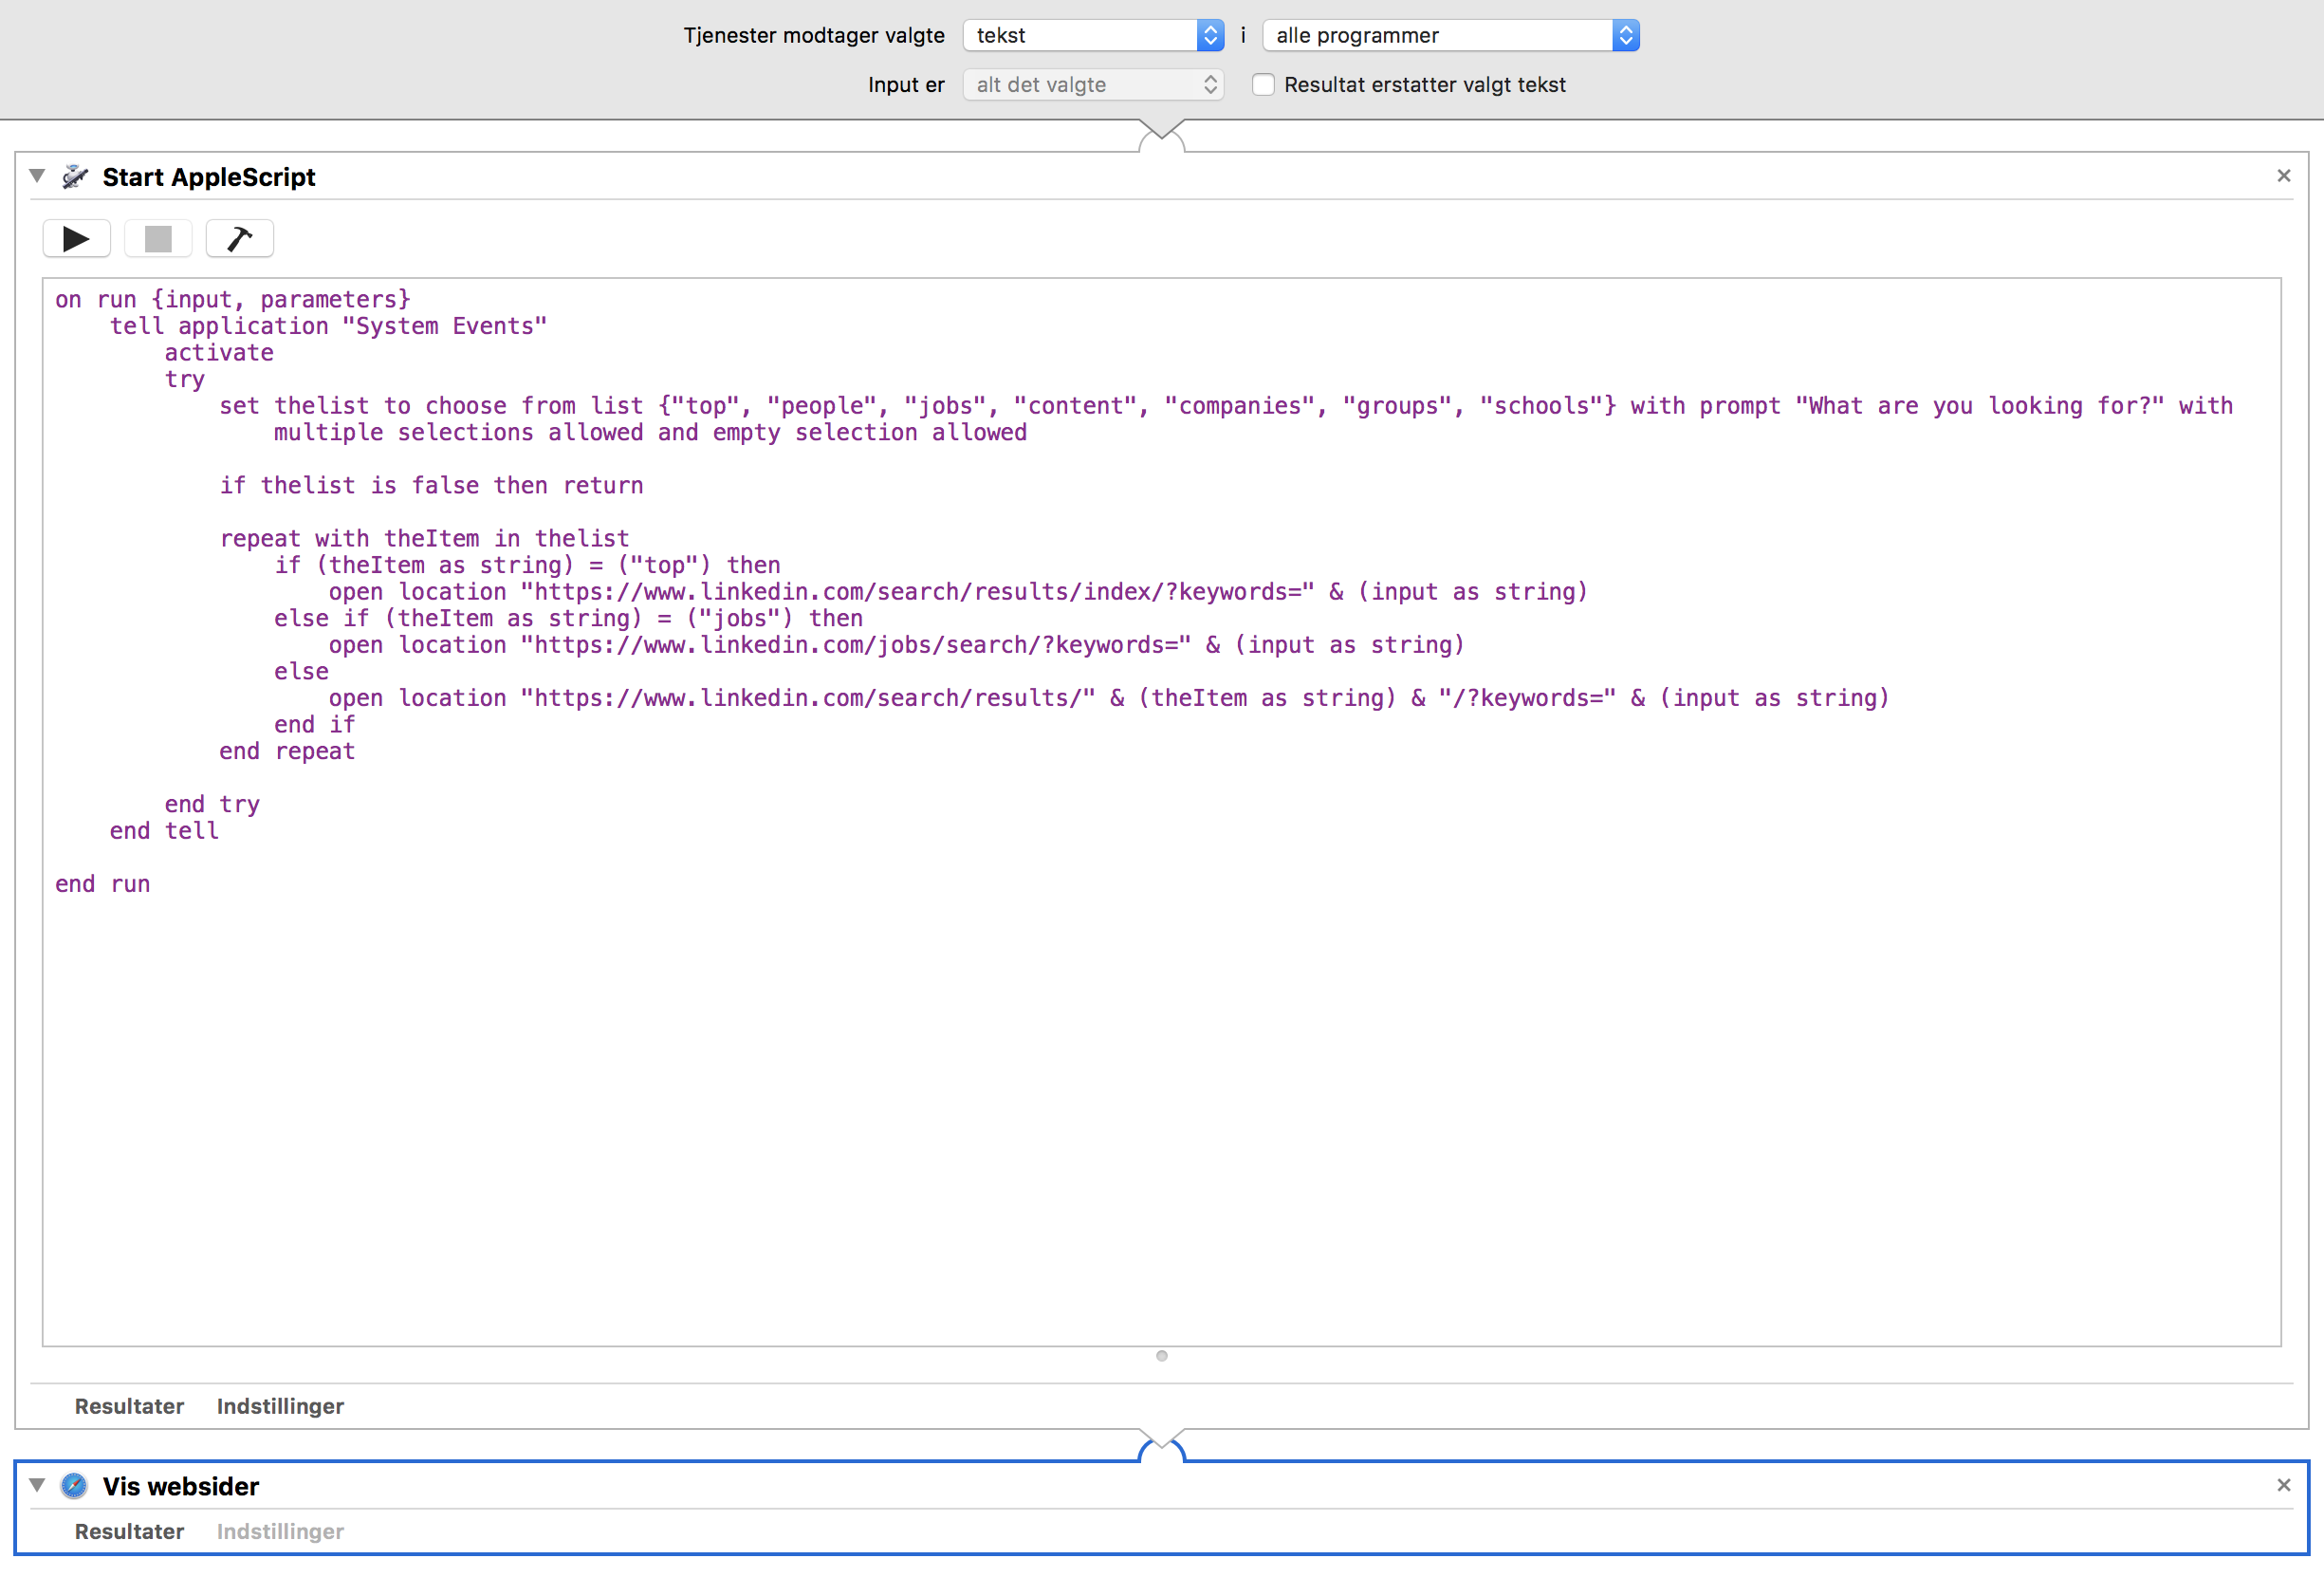 Tjenester modtager valgte tekst i alle programmer
Input er alt det valgte Resultat erstatter valgt tekst
Start AppleScript
on run {input, parameters}
    tell application "System Events"
        activate
        try
            set thelist to choose from list {"top", "people", "jobs", "content", "companies", "groups", "schools"} with prompt "What are you looking for?" with
                multiple selections allowed and empty selection allowed

            if thelist is false then return

            repeat with theItem in thelist
                if (theItem as string) = ("top") then
                    open location "https://www.linkedin.com/search/results/index/?keywords=" & (input as string)
                else if (theItem as string) = ("jobs") then
                    open location "https://www.linkedin.com/jobs/search/?keywords=" & (input as string)
                else
                    open location "https://www.linkedin.com/search/results/" & (theItem as string) & "/?keywords=" & (input as string)
                end if
            end repeat

        end try
    end tell

end run
Resultater Indstillinger
Vis websider
Resultater Indstillinger